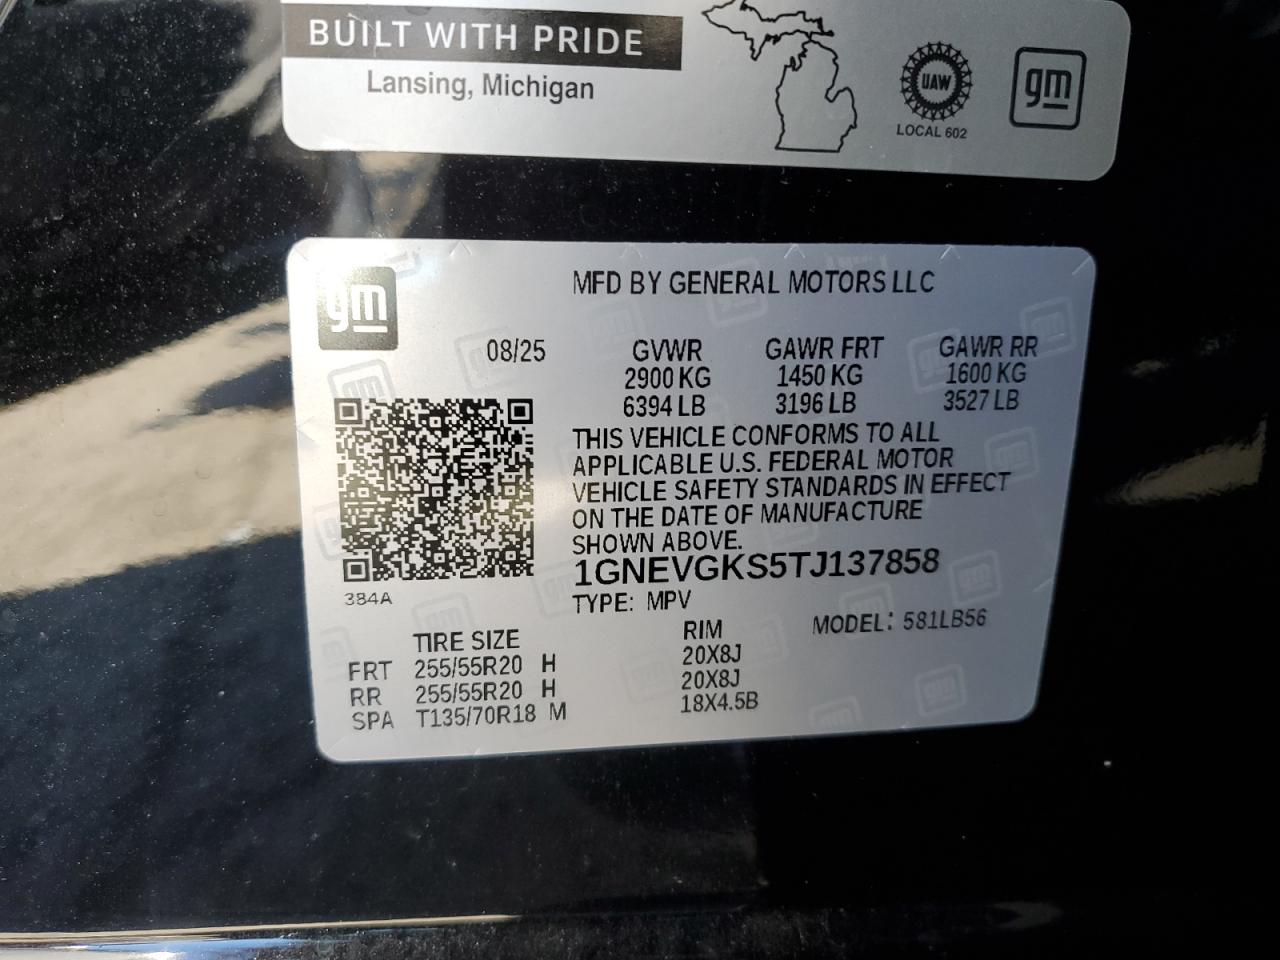 BUILT WITH PRIDE
Lansing, Michigan
UAW
LOCAL 602
gm
gm
MFD BY GENERAL MOTORS LLC
08/25 GVWR GAWR FRT GAWR RR
2900 KG 1450 KG 1600 KG
6394 LB 3196 LB 3527 LB
THIS VEHICLE CONFORMS TO ALL
APPLICABLE U.S. FEDERAL MOTOR
VEHICLE SAFETY STANDARDS IN EFFECT
ON THE DATE OF MANUFACTURE
SHOWN ABOVE.
1GNEVGKS5TJ137858
384A
TYPE: MPV
MODEL: 581LB56
TIRE SIZE RIM
FRT 255/55R20 H 20X8J
RR 255/55R20 H 20X8J
SPA T135/70R18 M 18X4.5B